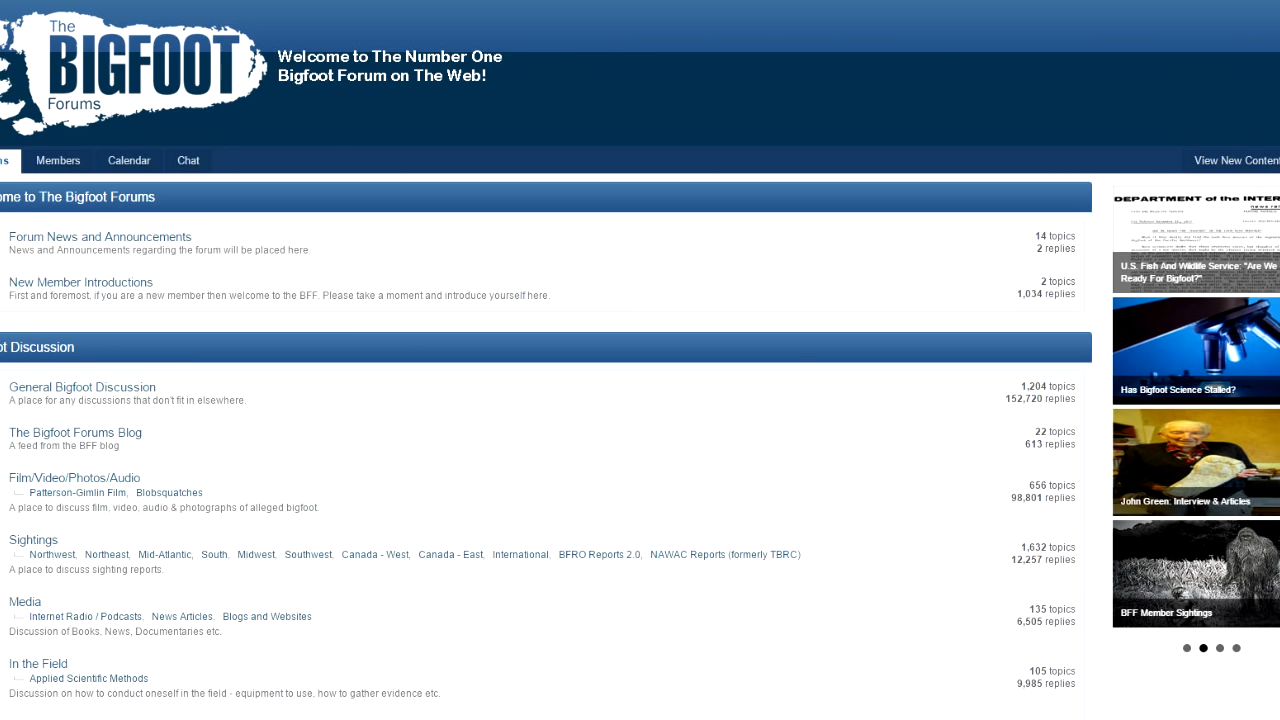 The
BIGFOOT
Forums
Welcome to The Number One
Bigfoot Forum on The Web!
Members
Calendar
Chat
View New Content
ome to The Bigfoot Forums
Forum News and Announcements
News and Announcements regarding the forum will be placed here.
14 topics
2 replies
New Member Introductions
First and foremost, if you are a new member then welcome to the BFF. Please take a moment and introduce yourself here.
2 topics
1,034 replies
ot Discussion
General Bigfoot Discussion
A place for any discussions that don't fit in elsewhere.
1,204 topics
152,720 replies
The Bigfoot Forums Blog
A feed from the BFF blog
22 topics
613 replies
Film/Video/Photos/Audio
Patterson-Gimlin Film, Blobsquatches
A place to discuss film, video, audio & photographs of alleged bigfoot.
656 topics
98,801 replies
Sightings
Northwest, Northeast, Mid-Atlantic, South, Midwest, Southwest, Canada - West, Canada - East, International, BFRO Reports 2.0, NAWAC Reports (formerly TBRC)
A place to discuss sighting reports.
1,632 topics
12,257 replies
Media
Internet Radio / Podcasts, News Articles, Blogs and Websites
Discussion of Books, News, Documentaries etc.
135 topics
6,505 replies
In the Field
Applied Scientific Methods
Discussion on how to conduct oneself in the field - equipment to use, how to gather evidence etc.
105 topics
9,985 replies
DEPARTMENT of the INTER
U.S. Fish And Wildlife Service: "Are We
Ready For Bigfoot?"
Has Bigfoot Science Stalled?
John Green: Interview & Articles
BFF Member Sightings